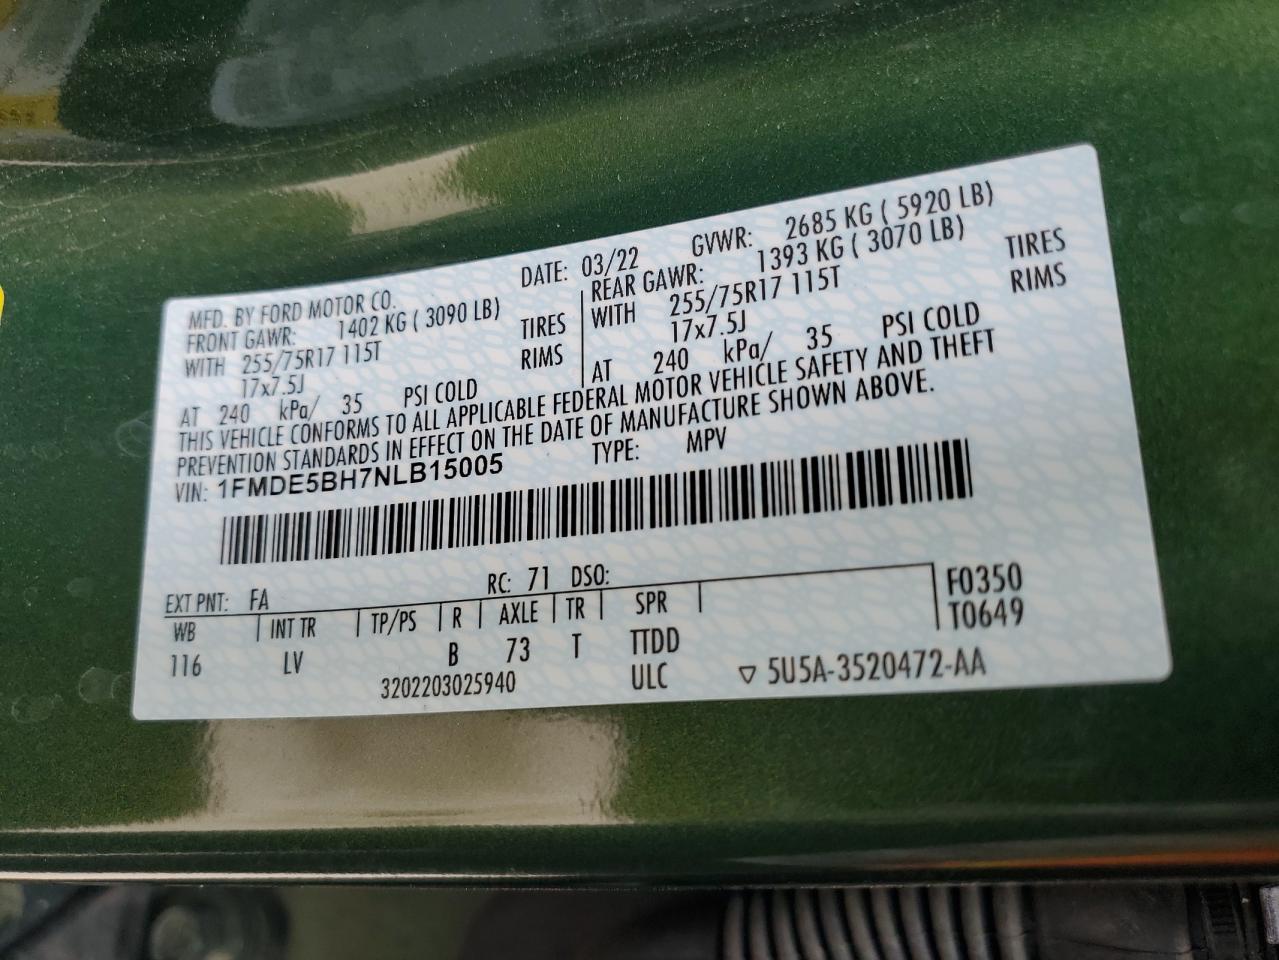 MFD. BY FORD MOTOR CO. DATE: 03/22 GVWR: 2685 KG ( 5920 LB)
FRONT GAWR: 1402 KG ( 3090 LB) REAR GAWR: 1393 KG ( 3070 LB)
WITH 255/75R17 115T TIRES WITH 255/75R17 115T TIRES
17x7.5J RIMS 17x7.5J RIMS
AT 240 kPa/ 35 PSI COLD AT 240 kPa/ 35 PSI COLD
THIS VEHICLE CONFORMS TO ALL APPLICABLE FEDERAL MOTOR VEHICLE SAFETY AND THEFT
PREVENTION STANDARDS IN EFFECT ON THE DATE OF MANUFACTURE SHOWN ABOVE.
VIN: 1FMDE5BH7NLB15005 TYPE: MPV
EXT PNT: FA RC: 71 DSO: F0350
WB INT TR TP/PS R AXLE TR SPR T0649
116 LV B 73 T TTDD
3202203025940 ULC ▽ 5U5A-3520472-AA